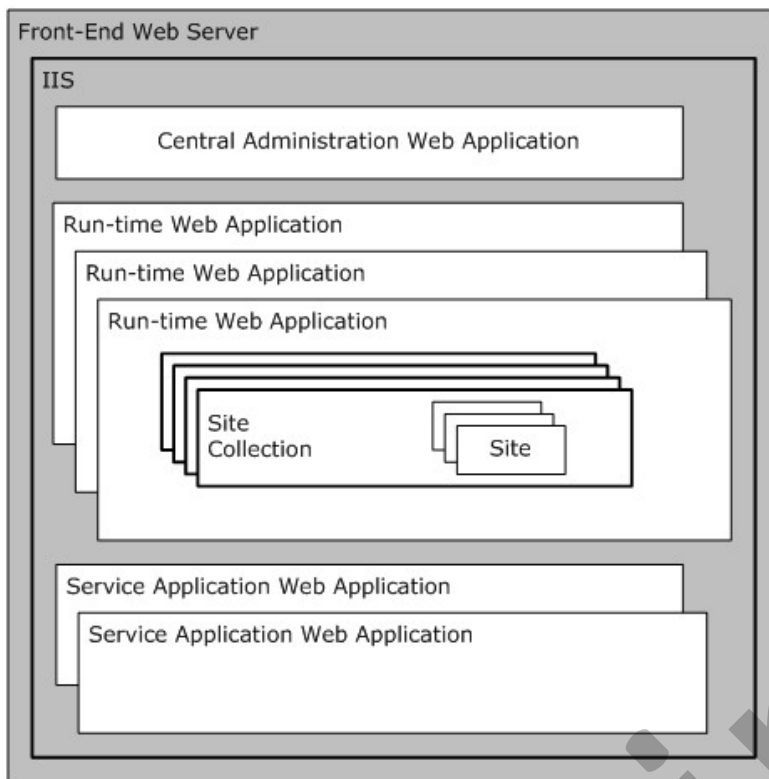 Front-End Web Server
IIS
Central Administration Web Application
Run-time Web Application
Run-time Web Application
Run-time Web Application
Site
Collection
Site
Service Application Web Application
Service Application Web Application